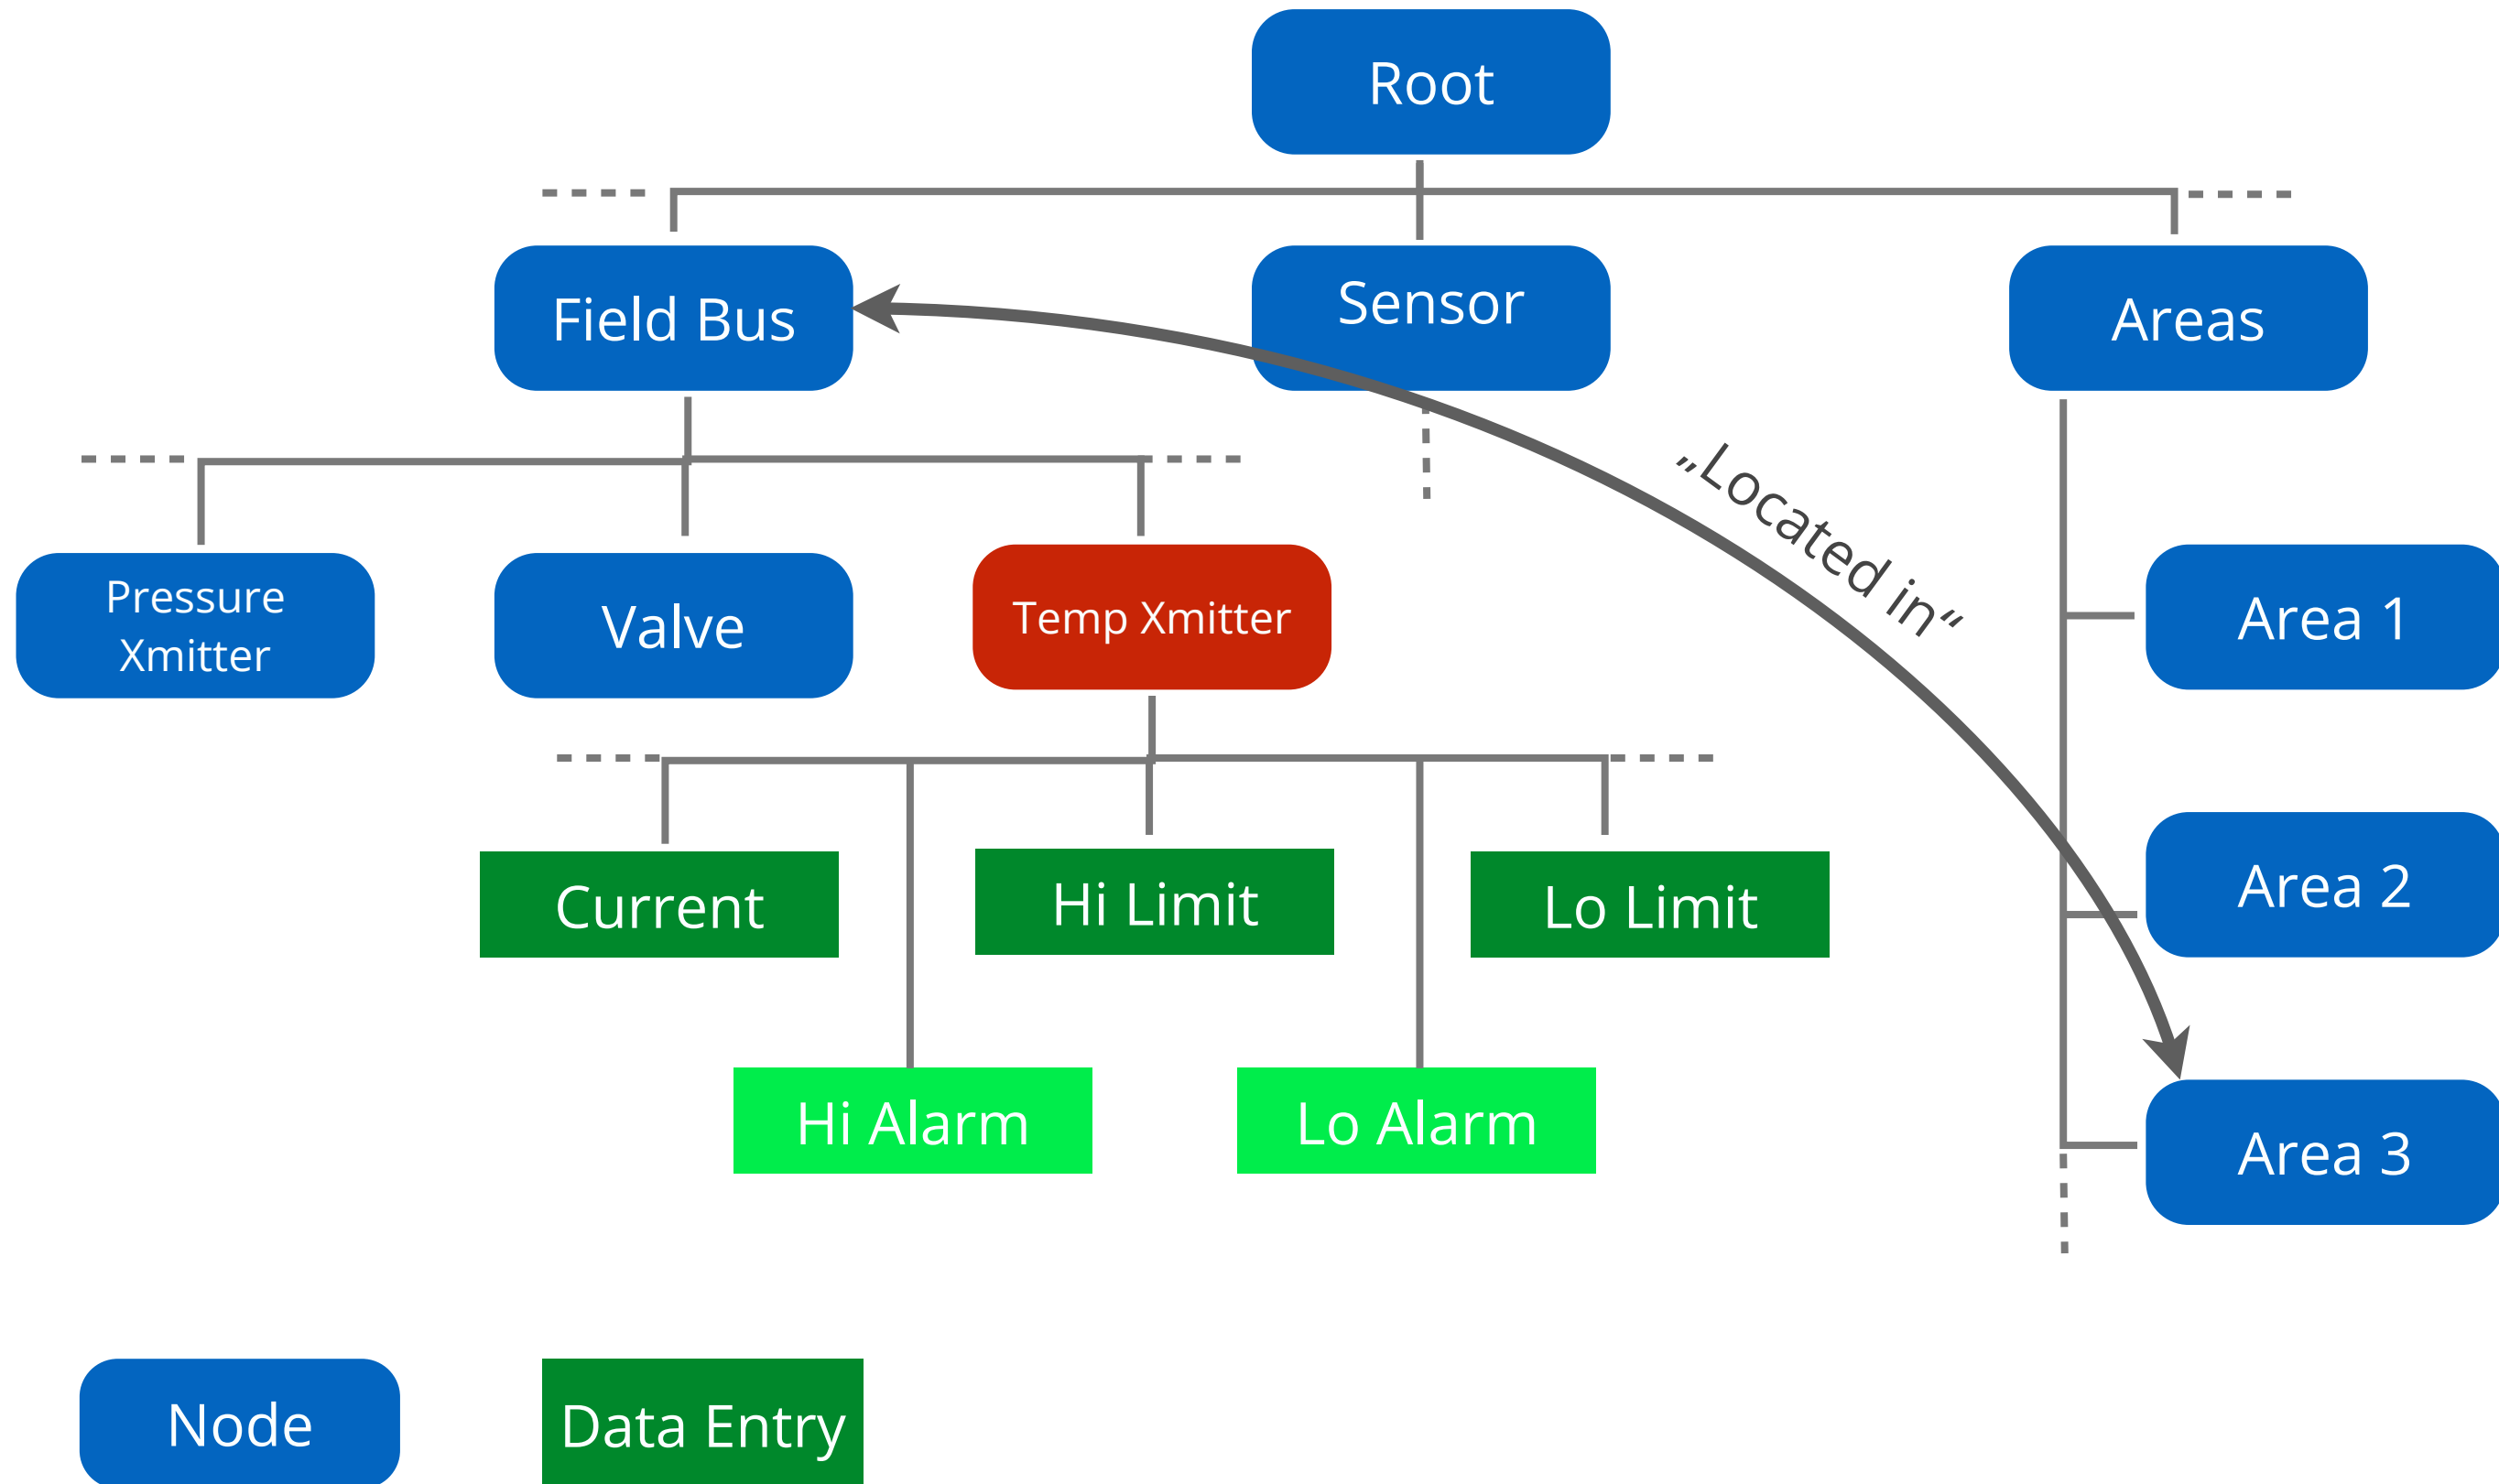 Root
Field Bus
Sensor
Areas
„Located in“
Pressure
Xmitter
Valve
Temp Xmitter
Area 1
Current
Hi Limit
Lo Limit
Area 2
Hi Alarm
Lo Alarm
Area 3
Node
Data Entry